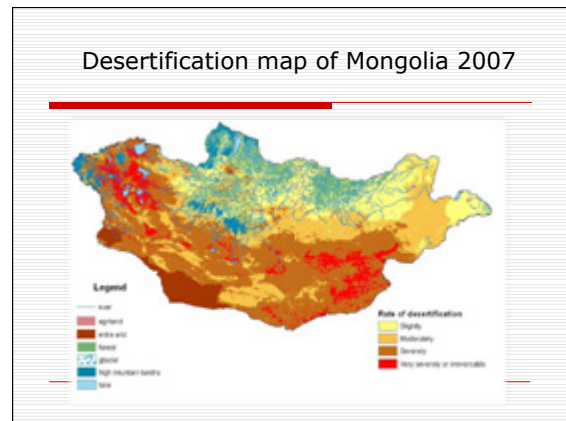 Desertification map of Mongolia 2007
Legend
river
agriland
extra arid
forest
glacial
high mountain tundra
lake
Rate of desertification
Slightly
Moderately
Severely
Very severely or irreversable